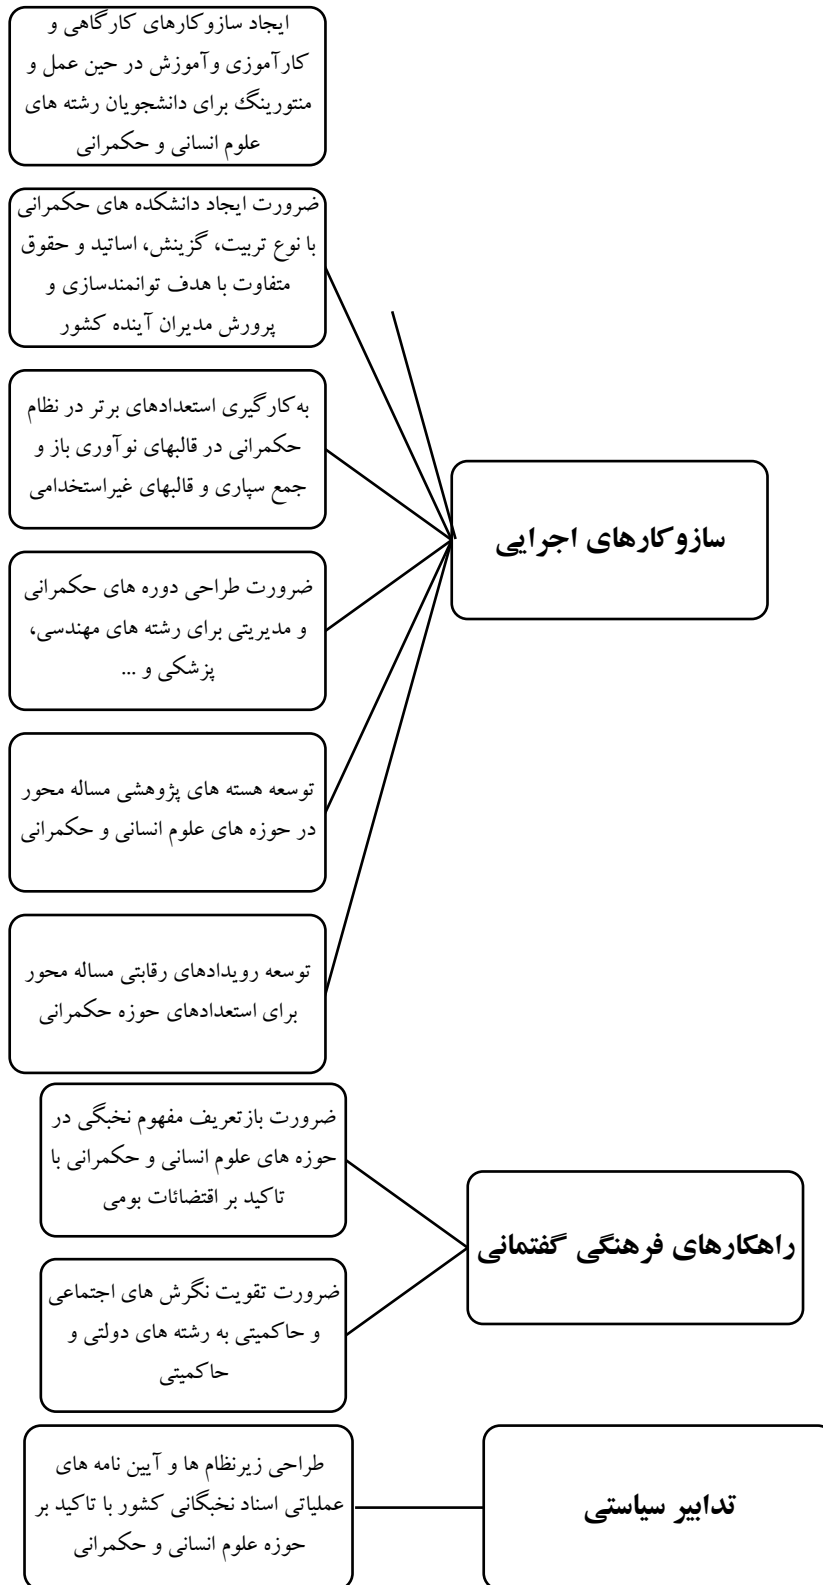 ایجاد سازوکارهای کارگاهی و
کارآموزی وآموزش در حین عمل و
منتورینگ برای دانشجویان رشته های
علوم انسانی و حکمرانی
ضرورت ایجاد دانشکده های حکمرانی
با نوع تربیت، گزینش، اساتید و حقوق
متفاوت با هدف توانمندسازی و
پرورش مدیران آینده کشور
به‌کارگیری استعدادهای برتر در نظام
حکمرانی در قالبهای نوآوری باز و
جمع سپاری و قالبهای غیراستخدامی
سازوکارهای اجرایی
ضرورت طراحی دوره های حکمرانی
و مدیریتی برای رشته های مهندسی،
پزشکی و ...
توسعه هسته های پژوهشی مساله محور
در حوزه های علوم انسانی و حکمرانی
توسعه رویدادهای رقابتی مساله محور
برای استعدادهای حوزه حکمرانی
ضرورت بازتعریف مفهوم نخبگی در
حوزه های علوم انسانی و حکمرانی با
تاکید بر اقتضائات بومی
راهکارهای فرهنگی گفتمانی
ضرورت تقویت نگرش های اجتماعی
و حاکمیتی به رشته های دولتی و
حاکمیتی
تدابیر سیاستی
طراحی زیرنظام ها و آیین نامه های
عملیاتی اسناد نخبگانی کشور با تاکید بر
حوزه علوم انسانی و حکمرانی